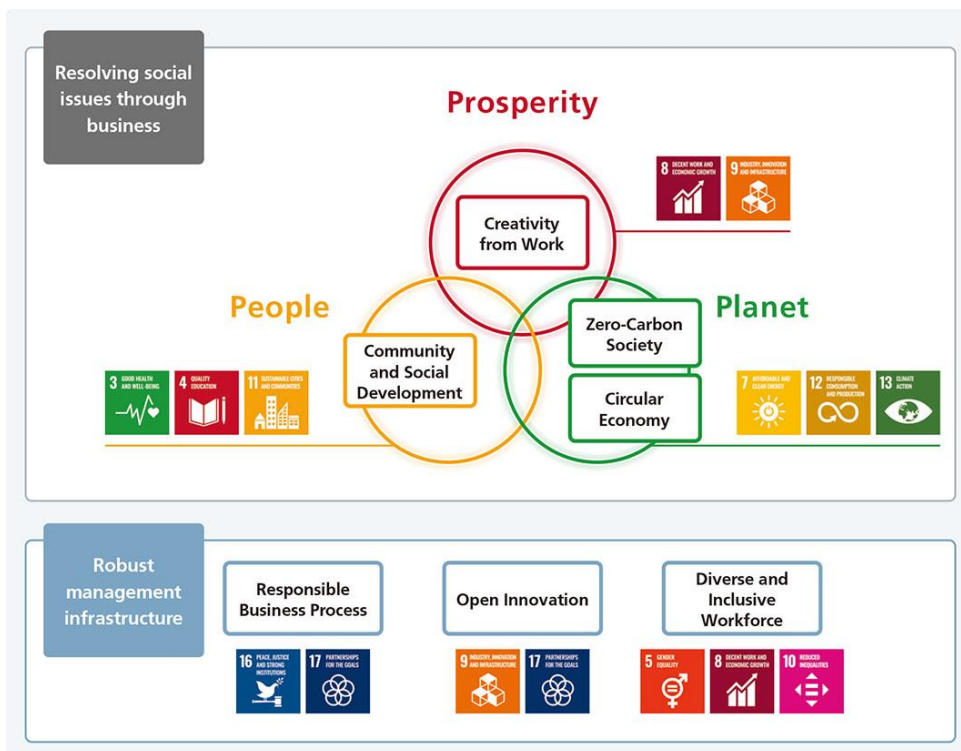 Resolving social
issues through
business
Prosperity
Creativity
from Work
8 DECENT WORK AND
ECONOMIC GROWTH
9 INDUSTRY, INNOVATION
AND INFRASTRUCTURE
People
Community
and Social
Development
3 GOOD HEALTH
AND WELL-BEING
4 QUALITY
EDUCATION
11 SUSTAINABLE CITIES
AND COMMUNITIES
Planet
Zero-Carbon
Society
Circular
Economy
7 AFFORDABLE AND
CLEAN ENERGY
12 RESPONSIBLE
CONSUMPTION
AND PRODUCTION
13 CLIMATE
ACTION
Robust
management
infrastructure
Responsible
Business Process
16 PEACE, JUSTICE
AND STRONG
INSTITUTIONS
17 PARTNERSHIPS
FOR THE GOALS
Open Innovation
9 INDUSTRY, INNOVATION
AND INFRASTRUCTURE
17 PARTNERSHIPS
FOR THE GOALS
Diverse and
Inclusive
Workforce
5 GENDER
EQUALITY
8 DECENT WORK AND
ECONOMIC GROWTH
10 REDUCED
INEQUALITIES